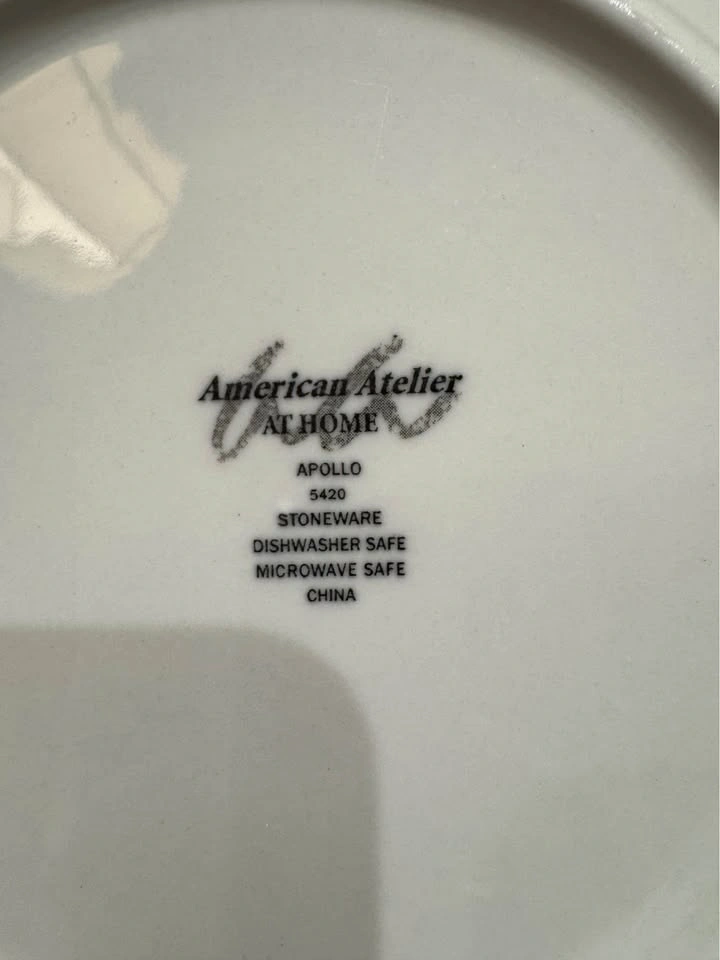 American Atelier
AT HOME
APOLLO
5420
STONEWARE
DISHWASHER SAFE
MICROWAVE SAFE
CHINA